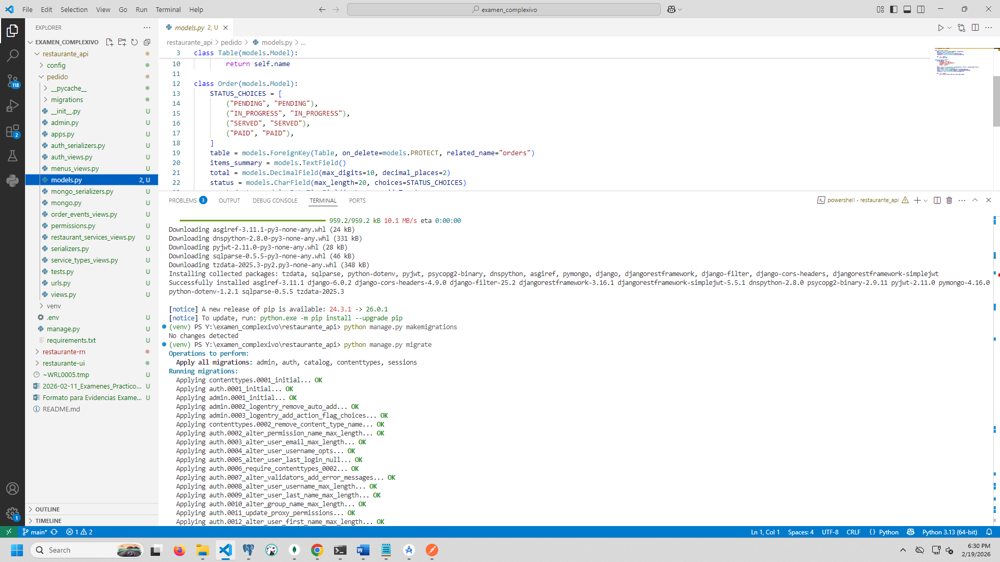 File Edit Selection View Go Run Terminal Help
examen_complexivo
EXPLORER
EXAMEN_COMPLEXIVO
restaurante_api
config
pedido
__pycache__
migrations
__init__.py U
admin.py U
apps.py U
auth_serializers.py U
auth_views.py U
menus_views.py U
models.py 2, U
mongo_serializers.py U
mongo.py U
order_events_views.py U
permissions.py U
restaurant_services_views.py U
serializers.py U
service_types_views.py U
tests.py U
urls.py U
views.py U
venv
.env U
manage.py U
requirements.txt U
restaurante-rn
restaurante-ui
~WRL0005.tmp U
2026-02-11_Examenes_Practico... U
Formato para Evidencias Exame... U
README.md
OUTLINE
TIMELINE
118
2
1
models.py 2, U
restaurante_api > pedido > models.py > ...
3 class Table(models.Model):
10 return self.name
11
12 class Order(models.Model):
13 STATUS_CHOICES = [
14 ("PENDING", "PENDING"),
15 ("IN_PROGRESS", "IN_PROGRESS"),
16 ("SERVED", "SERVED"),
17 ("PAID", "PAID"),
18 ]
19 table = models.ForeignKey(Table, on_delete=models.PROTECT, related_name="orders")
20 items_summary = models.TextField()
21 total = models.DecimalField(max_digits=10, decimal_places=2)
22 status = models.CharField(max_length=20, choices=STATUS_CHOICES)
PROBLEMS 3 OUTPUT DEBUG CONSOLE TERMINAL PORTS
powershell - restaurante_api
959.2/959.2 kB 10.1 MB/s eta 0:00:00
Downloading asgiref-3.11.1-py3-none-any.whl (24 kB)
Downloading dnspython-2.8.0-py3-none-any.whl (331 kB)
Downloading pyjwt-2.11.0-py3-none-any.whl (28 kB)
Downloading sqlparse-0.5.5-py3-none-any.whl (46 kB)
Downloading tzdata-2025.3-py2.py3-none-any.whl (348 kB)
Installing collected packages: tzdata, sqlparse, python-dotenv, pyjwt, psycopg2-binary, dnspython, asgiref, pymongo, django, djangorestframework, django-filter, django-cors-headers, djangorestframework-simplejwt
Successfully installed asgiref-3.11.1 django-6.0.2 django-cors-headers-4.9.0 django-filter-25.2 djangorestframework-3.16.1 djangorestframework-simplejwt-5.5.1 dnspython-2.8.0 psycopg2-binary-2.9.11 pyjwt-2.11.0 pymongo-4.16.0
python-dotenv-1.2.1 sqlparse-0.5.5 tzdata-2025.3
[notice] A new release of pip is available: 24.3.1 -> 26.0.1
[notice] To update, run: python.exe -m pip install --upgrade pip
(venv) PS Y:\examen_complexivo\restaurante_api> python manage.py makemigrations
No changes detected
(venv) PS Y:\examen_complexivo\restaurante_api> python manage.py migrate
Operations to perform:
Apply all migrations: admin, auth, catalog, contenttypes, sessions
Running migrations:
Applying contenttypes.0001_initial... OK
Applying auth.0001_initial... OK
Applying admin.0001_initial... OK
Applying admin.0002_logentry_remove_auto_add... OK
Applying admin.0003_logentry_add_action_flag_choices... OK
Applying contenttypes.0002_remove_content_type_name... OK
Applying auth.0002_alter_permission_name_max_length... OK
Applying auth.0003_alter_user_email_max_length... OK
Applying auth.0004_alter_user_username_opts... OK
Applying auth.0005_alter_user_last_login_null... OK
Applying auth.0006_require_contenttypes_0002... OK
Applying auth.0007_alter_validators_add_error_messages... OK
Applying auth.0008_alter_user_username_max_length... OK
Applying auth.0009_alter_user_last_name_max_length... OK
Applying auth.0010_alter_group_name_max_length... OK
Applying auth.0011_update_proxy_permissions... OK
Applying auth.0012_alter_user_first_name_max_length... OK
main* 1 2
Ln 1, Col 1 Spaces: 4 UTF-8 CRLF {} Python Python 3.13 (64-bit)
Search
6:30 PM
2/19/2026